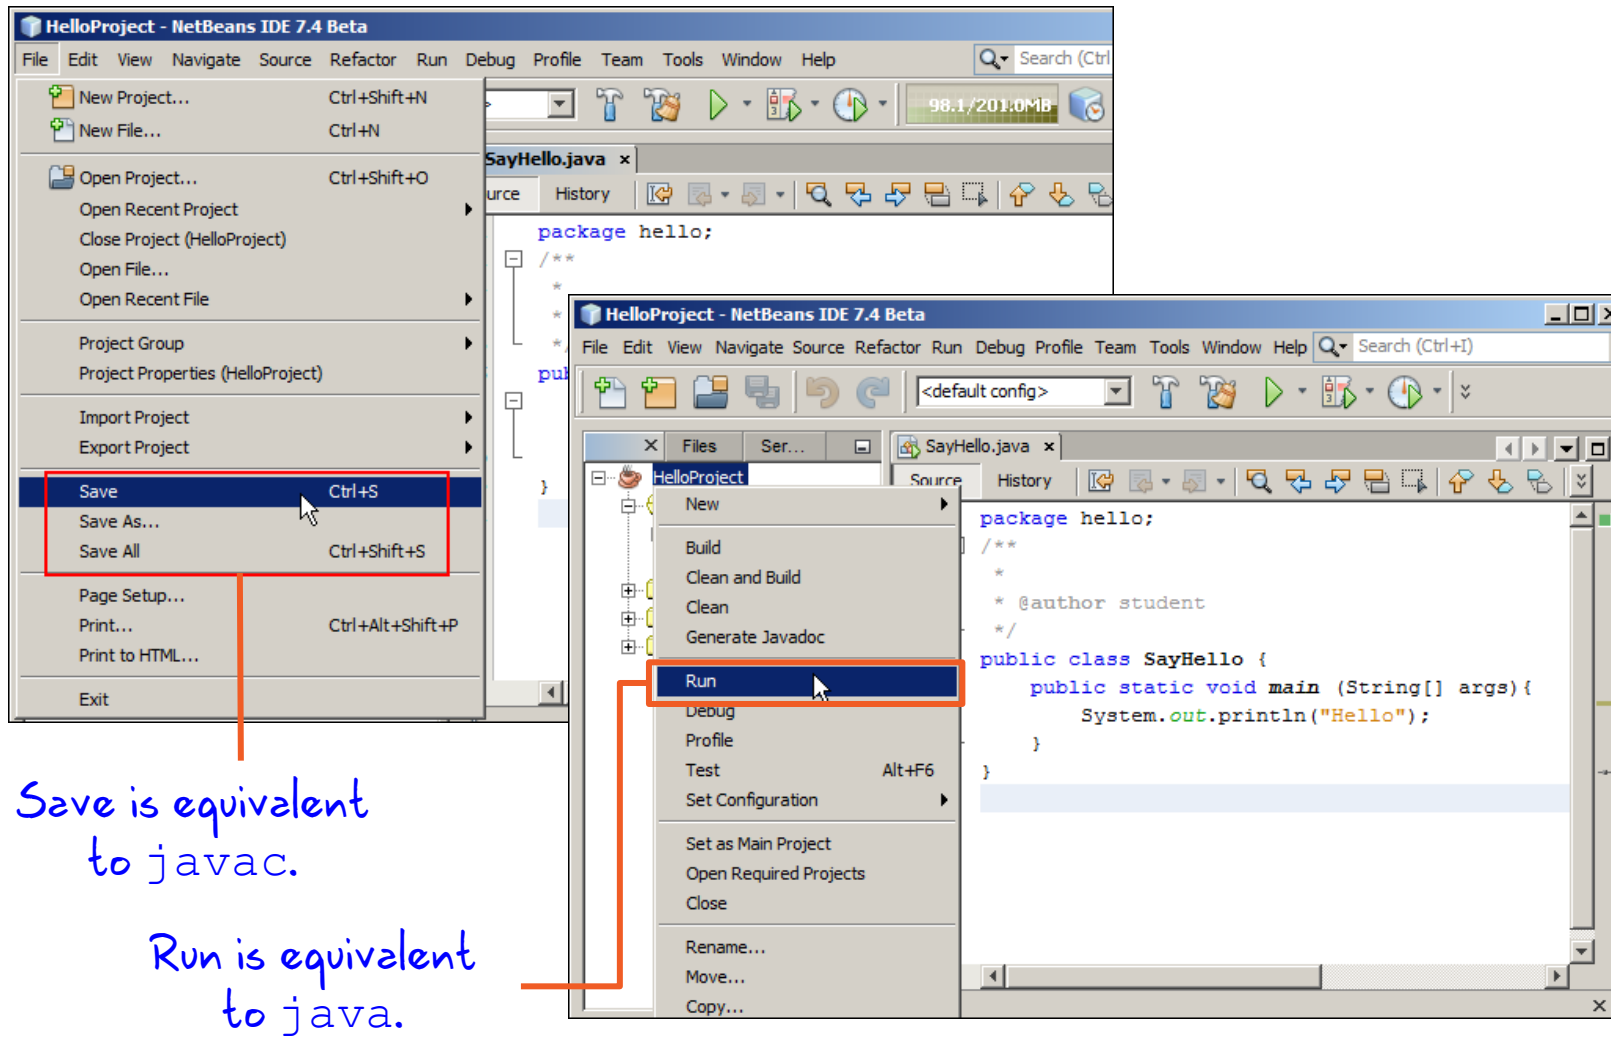 HelloProject - NetBeans IDE 7.4 Beta
File Edit View Navigate Source Refactor Run Debug Profile Team Tools Window Help Search (Ctrl
New Project... Ctrl+Shift+N
98.1/201.0MB
New File... Ctrl+N
SayHello.java ×
Open Project... Ctrl+Shift+O
History
Open Recent Project
Close Project (HelloProject)
Open File...
Open Recent File
Project Group
Project Properties (HelloProject)
Import Project
Export Project
Save Ctrl+S
Save As...
Save All Ctrl+Shift+S
Page Setup...
Print... Ctrl+Alt+Shift+P
Print to HTML...
Exit
package hello;
/**
*
*
*/
}
HelloProject - NetBeans IDE 7.4 Beta
File Edit View Navigate Source Refactor Run Debug Profile Team Tools Window Help Search (Ctrl+I)
<default config>
Files Ser... SayHello.java ×
HelloProject
Source History
New
Build
Clean and Build
Clean
Generate Javadoc
Run
Debug
Profile
Test Alt+F6
Set Configuration
Set as Main Project
Open Required Projects
Close
Rename...
Move...
Copy...
package hello;
/**
*
* @author student
*/
public class SayHello {
public static void main (String[] args){
System.out.println("Hello");
}
}
Save is equivalent
to javac.
Run is equivalent
to java.